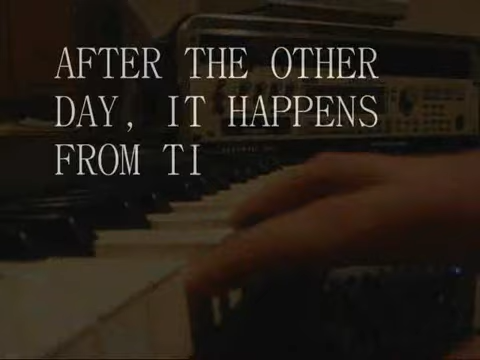 AFTER THE OTHER
DAY, IT HAPPENS
FROM TI